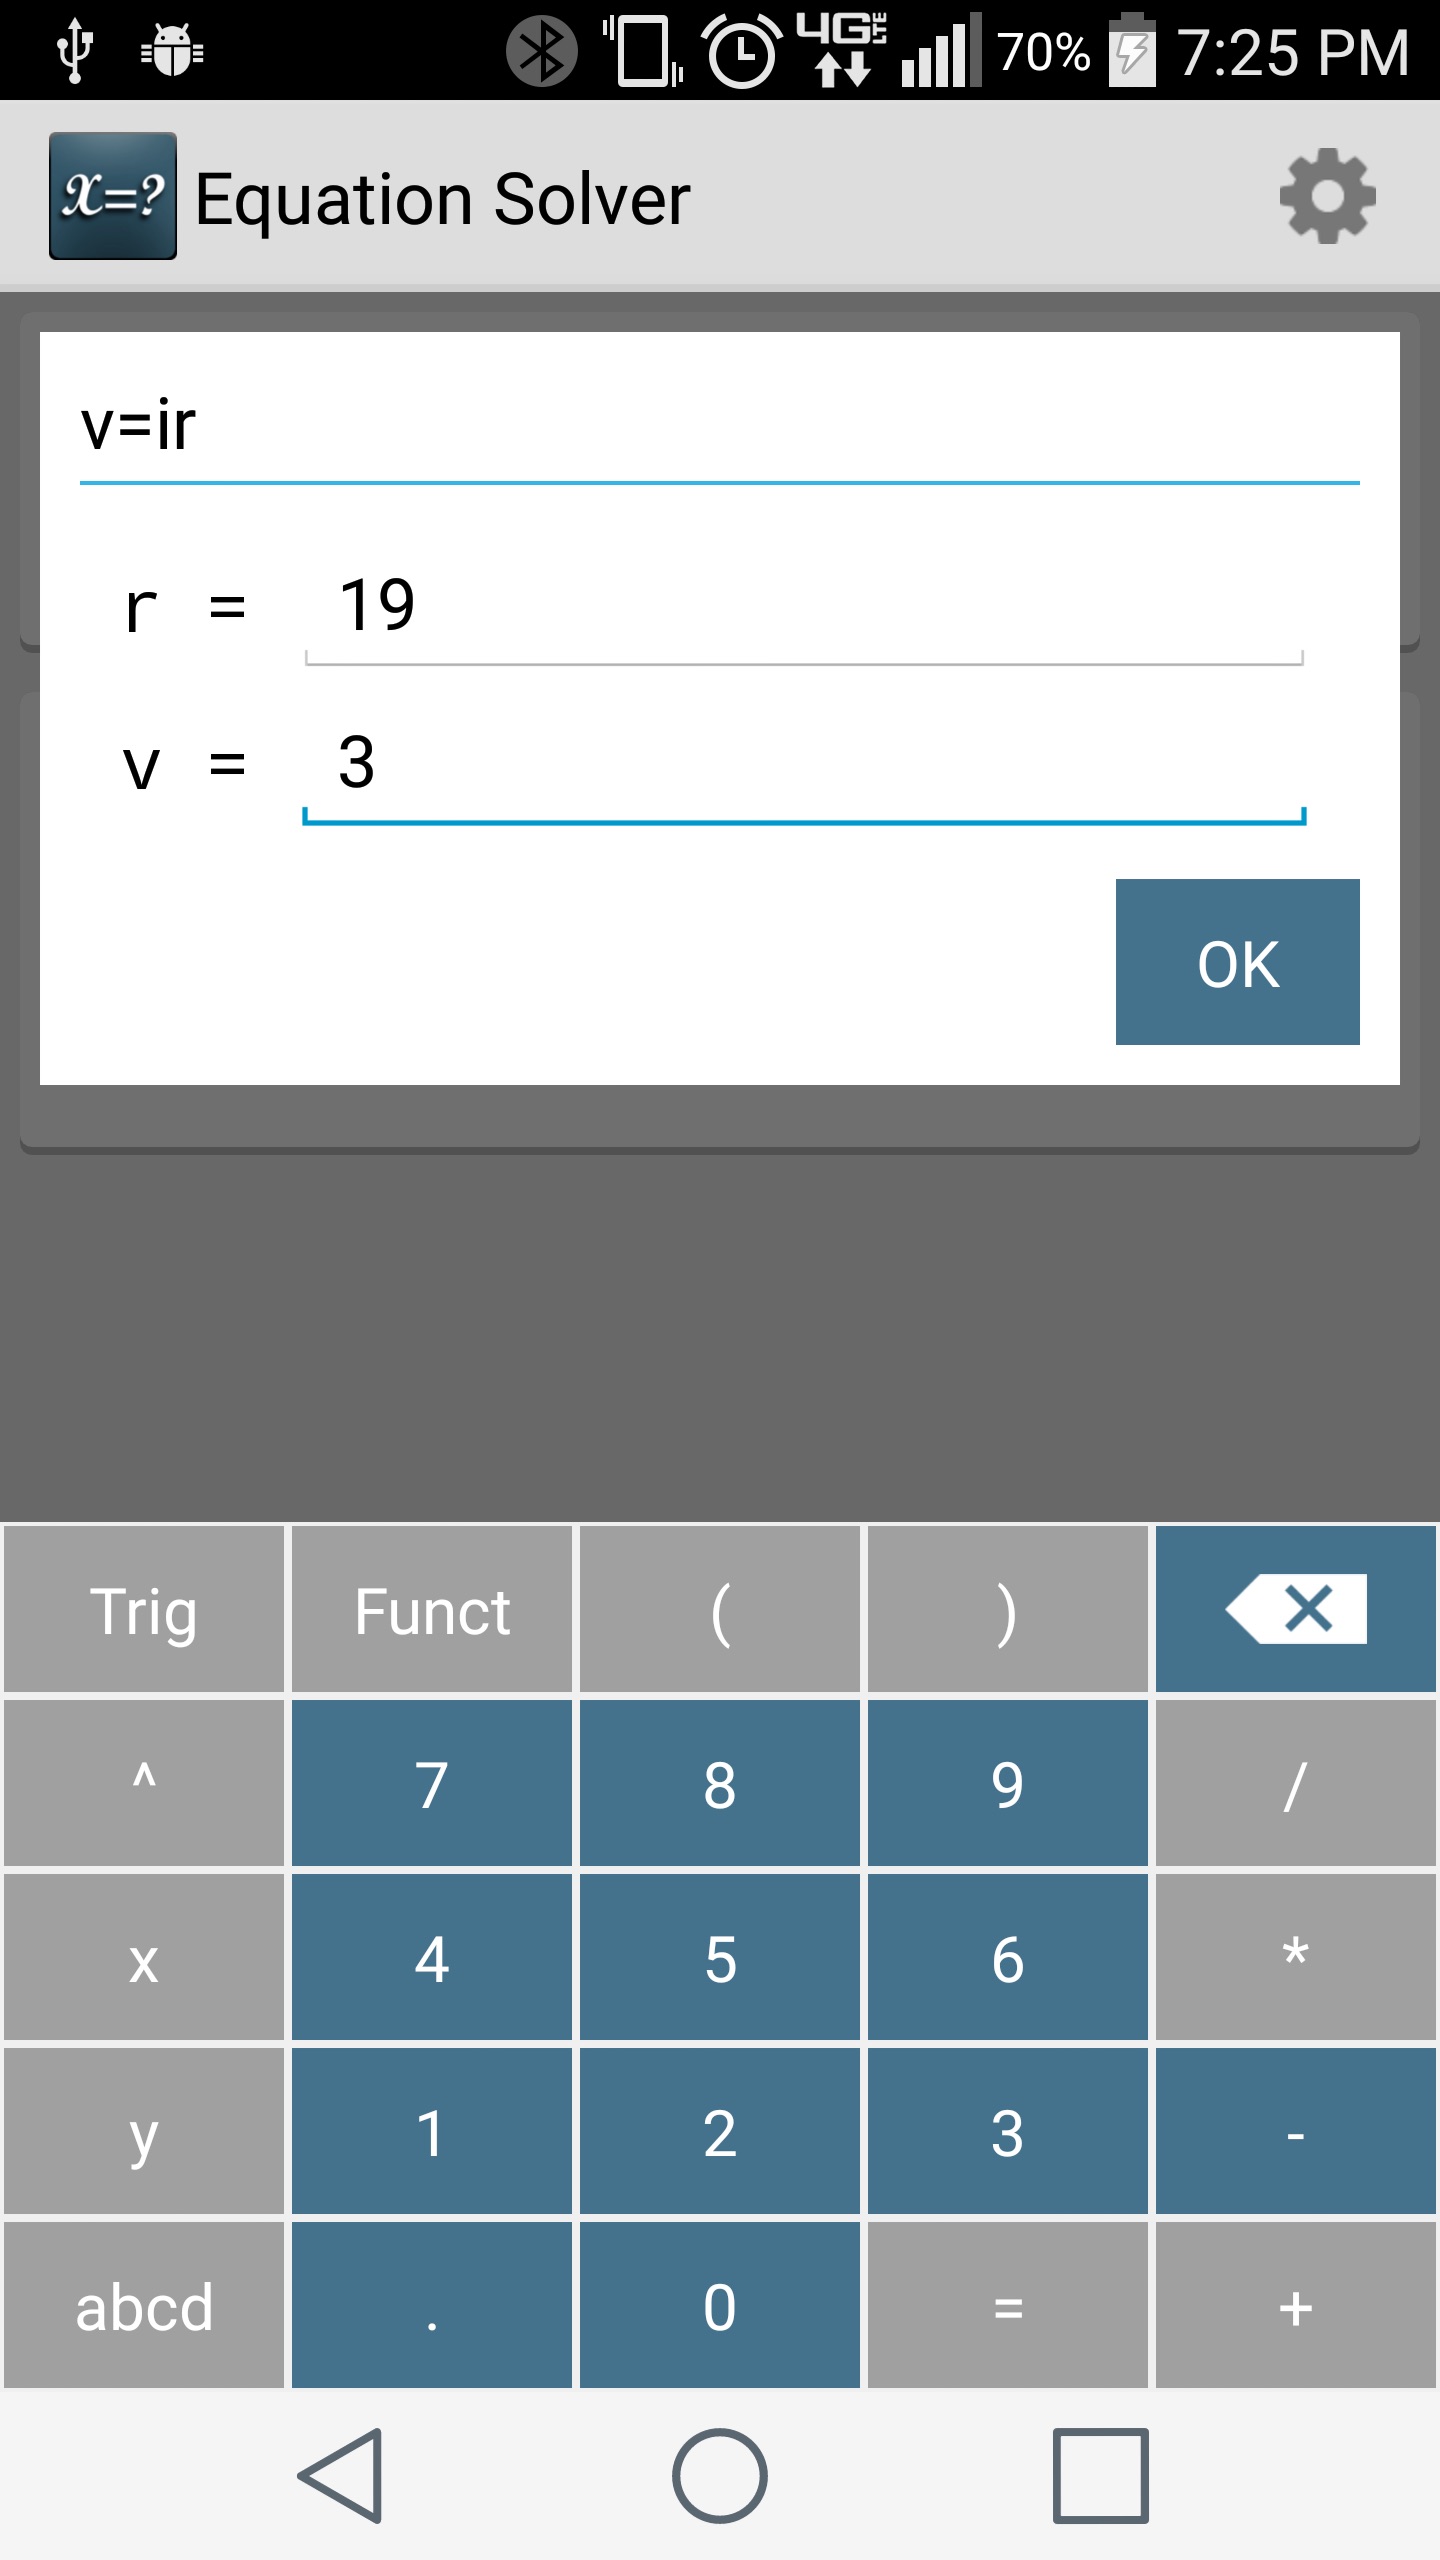 4G LTE 70% 7:25 PM
x=? Equation Solver
v=ir
r = 19
v = 3
OK
Trig Funct ( )
^ 7 8 9 /
x 4 5 6 *
y 1 2 3 -
abcd . 0 = +